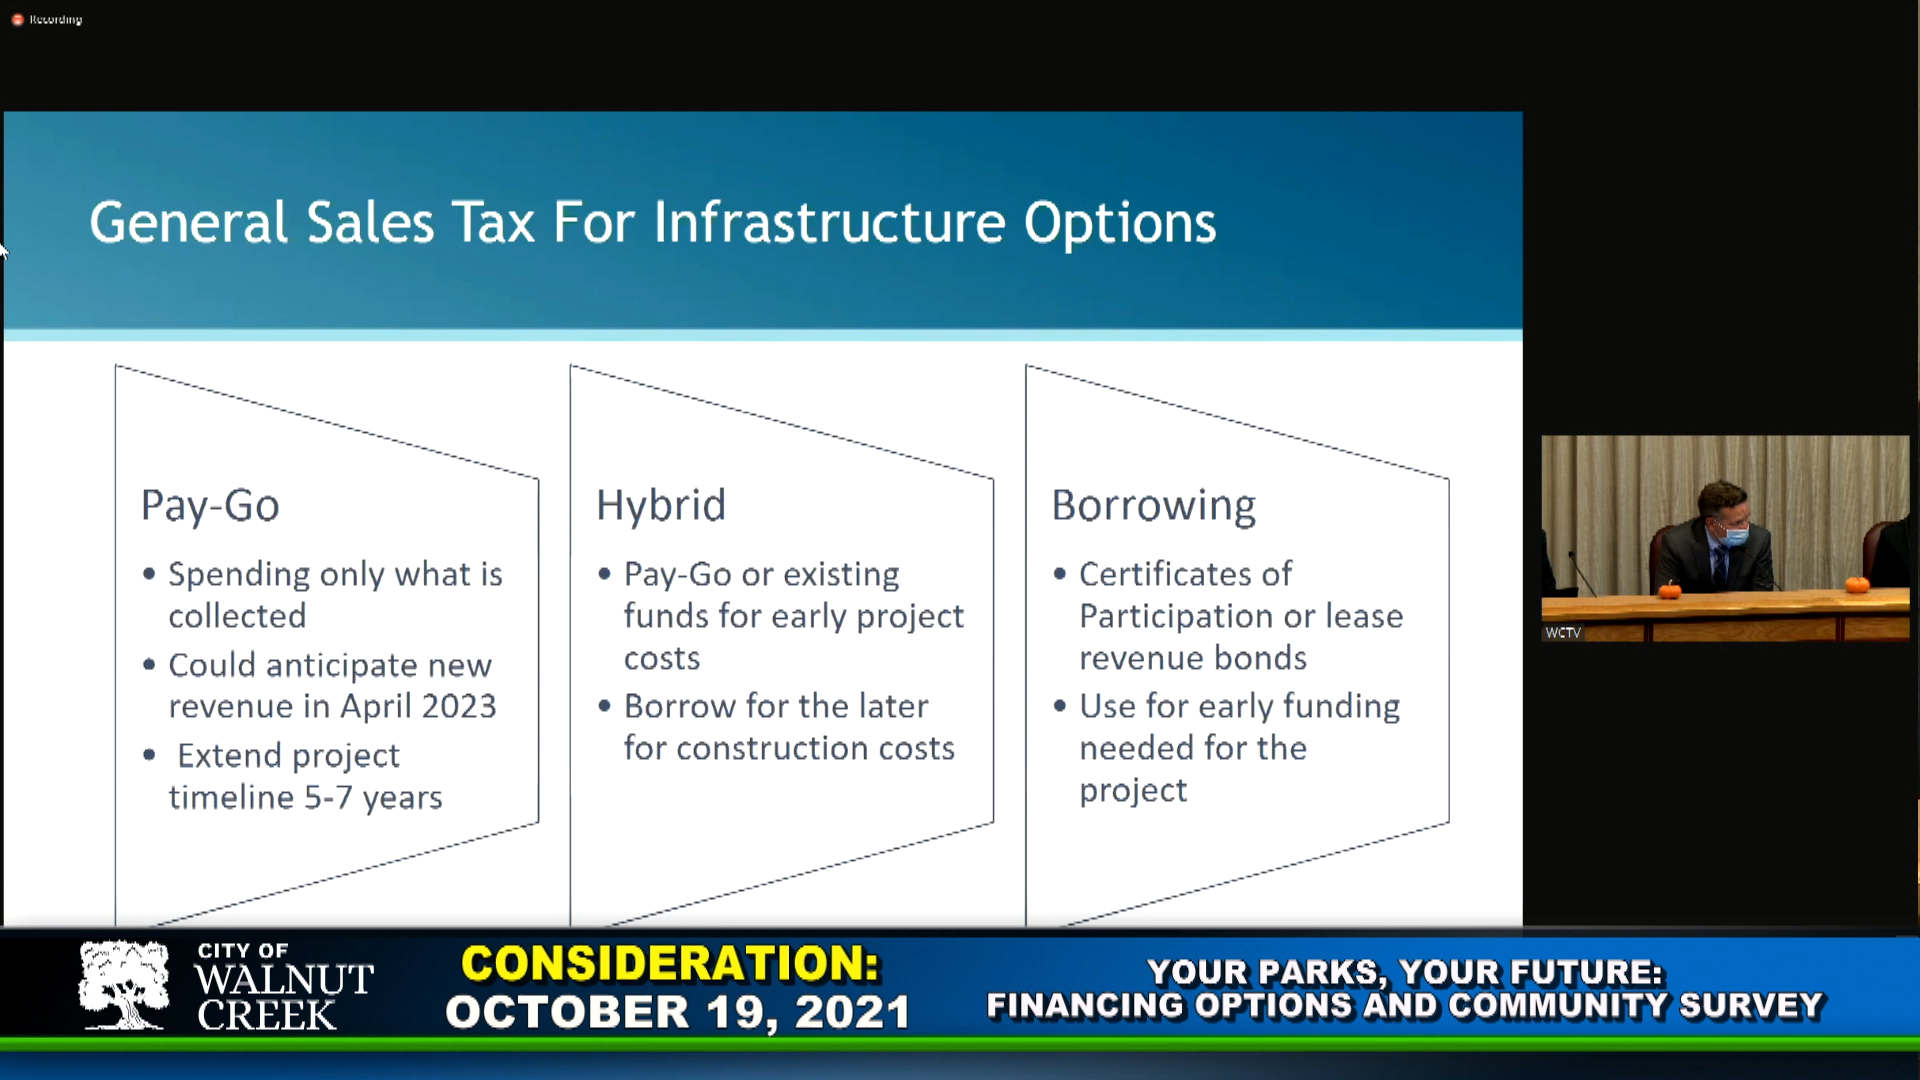 Recording
General Sales Tax For Infrastructure Options
Pay-Go
• Spending only what is
collected
• Could anticipate new
revenue in April 2023
• Extend project
timeline 5-7 years
Hybrid
• Pay-Go or existing
funds for early project
costs
• Borrow for the later
for construction costs
Borrowing
• Certificates of
Participation or lease
revenue bonds
• Use for early funding
needed for the
project
WCTV
CITY OF
WALNUT
CREEK
CONSIDERATION:
OCTOBER 19, 2021
YOUR PARKS, YOUR FUTURE:
FINANCING OPTIONS AND COMMUNITY SURVEY